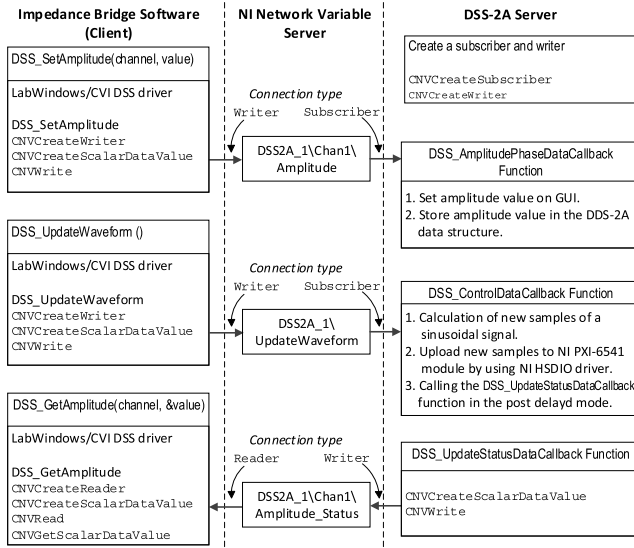 Impedance Bridge Software
(Client)
NI Network Variable
Server
DSS-2A Server
DSS_SetAmplitude(channel, value)
LabWindows/CVI DSS driver
DSS_SetAmplitude
CNVCreateWriter
CNVCreateScalarDataValue
CNVWrite
Connection type
Writer
Subscriber
DSS2A_1\Chan1\
Amplitude
Create a subscriber and writer
CNVCreateSubscriber
CNVCreateWriter
DSS_AmplitudePhaseDataCallback
Function
1. Set amplitude value on GUI.
2. Store amplitude value in the DDS-2A
data structure.
DSS_UpdateWaveform ()
LabWindows/CVI DSS driver
DSS_UpdateWaveform
CNVCreateWriter
CNVCreateScalarDataValue
CNVWrite
Connection type
Writer
Subscriber
DSS2A_1\
UpdateWaveform
DSS_ControlDataCallback Function
1. Calculation of new samples of a
sinusoidal signal.
2. Upload new samples to NI PXI-6541
module by using NI HSDIO driver.
3. Calling the DSS_UpdateStatusDataCallback
function in the post delayd mode.
DSS_GetAmplitude(channel, &value)
LabWindows/CVI DSS driver
DSS_GetAmplitude
CNVCreateReader
CNVCreateScalarDataValue
CNVRead
CNVGetScalarDataValue
Connection type
Reader
Writer
DSS2A_1\Chan1\
Amplitude_Status
DSS_UpdateStatusDataCallback Function
CNVCreateScalarDataValue
CNVWrite